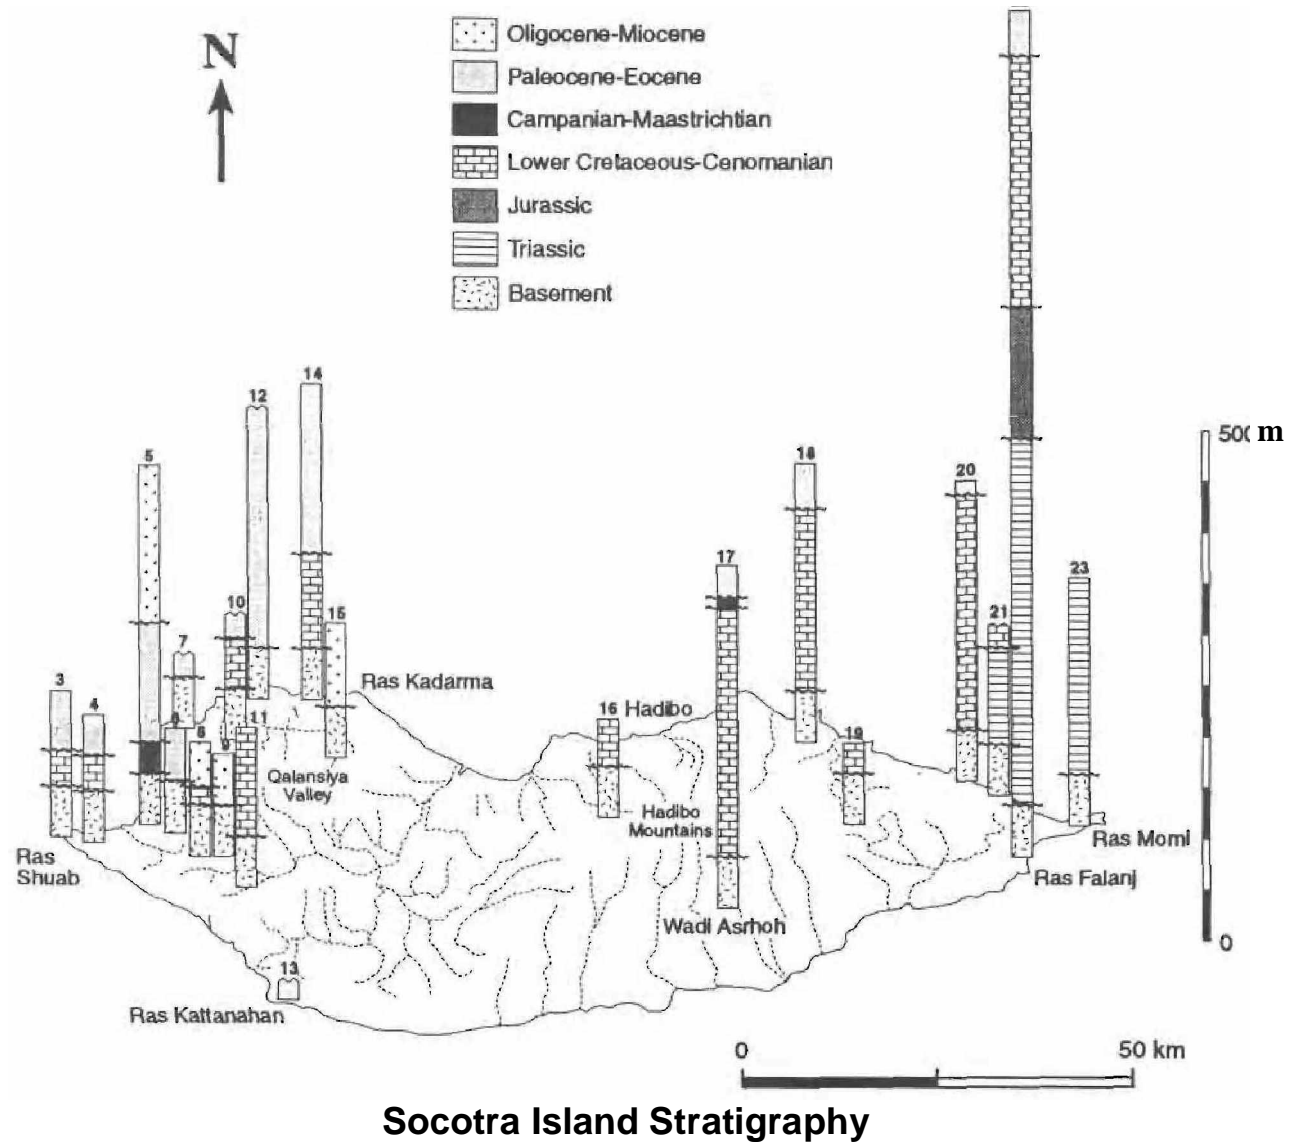 N
Oligocene-Miocene
Paleocene-Eocene
Campanian-Maastrichtian
Lower Cretaceous-Cenomanian
Jurassic
Triassic
Basement
14
12
500 m
5
18
20
17
23
10
15
21
7
3
4
Ras Kadarma
16
Hadibo
6
8
9
11
19
Qalansiya
Valley
Hadibo
Mountains
Ras
Shuab
Ras Momi
Ras Falanj
Wadi Asrhoh
0
13
Ras Kattanahan
0
50 km
Socotra Island Stratigraphy